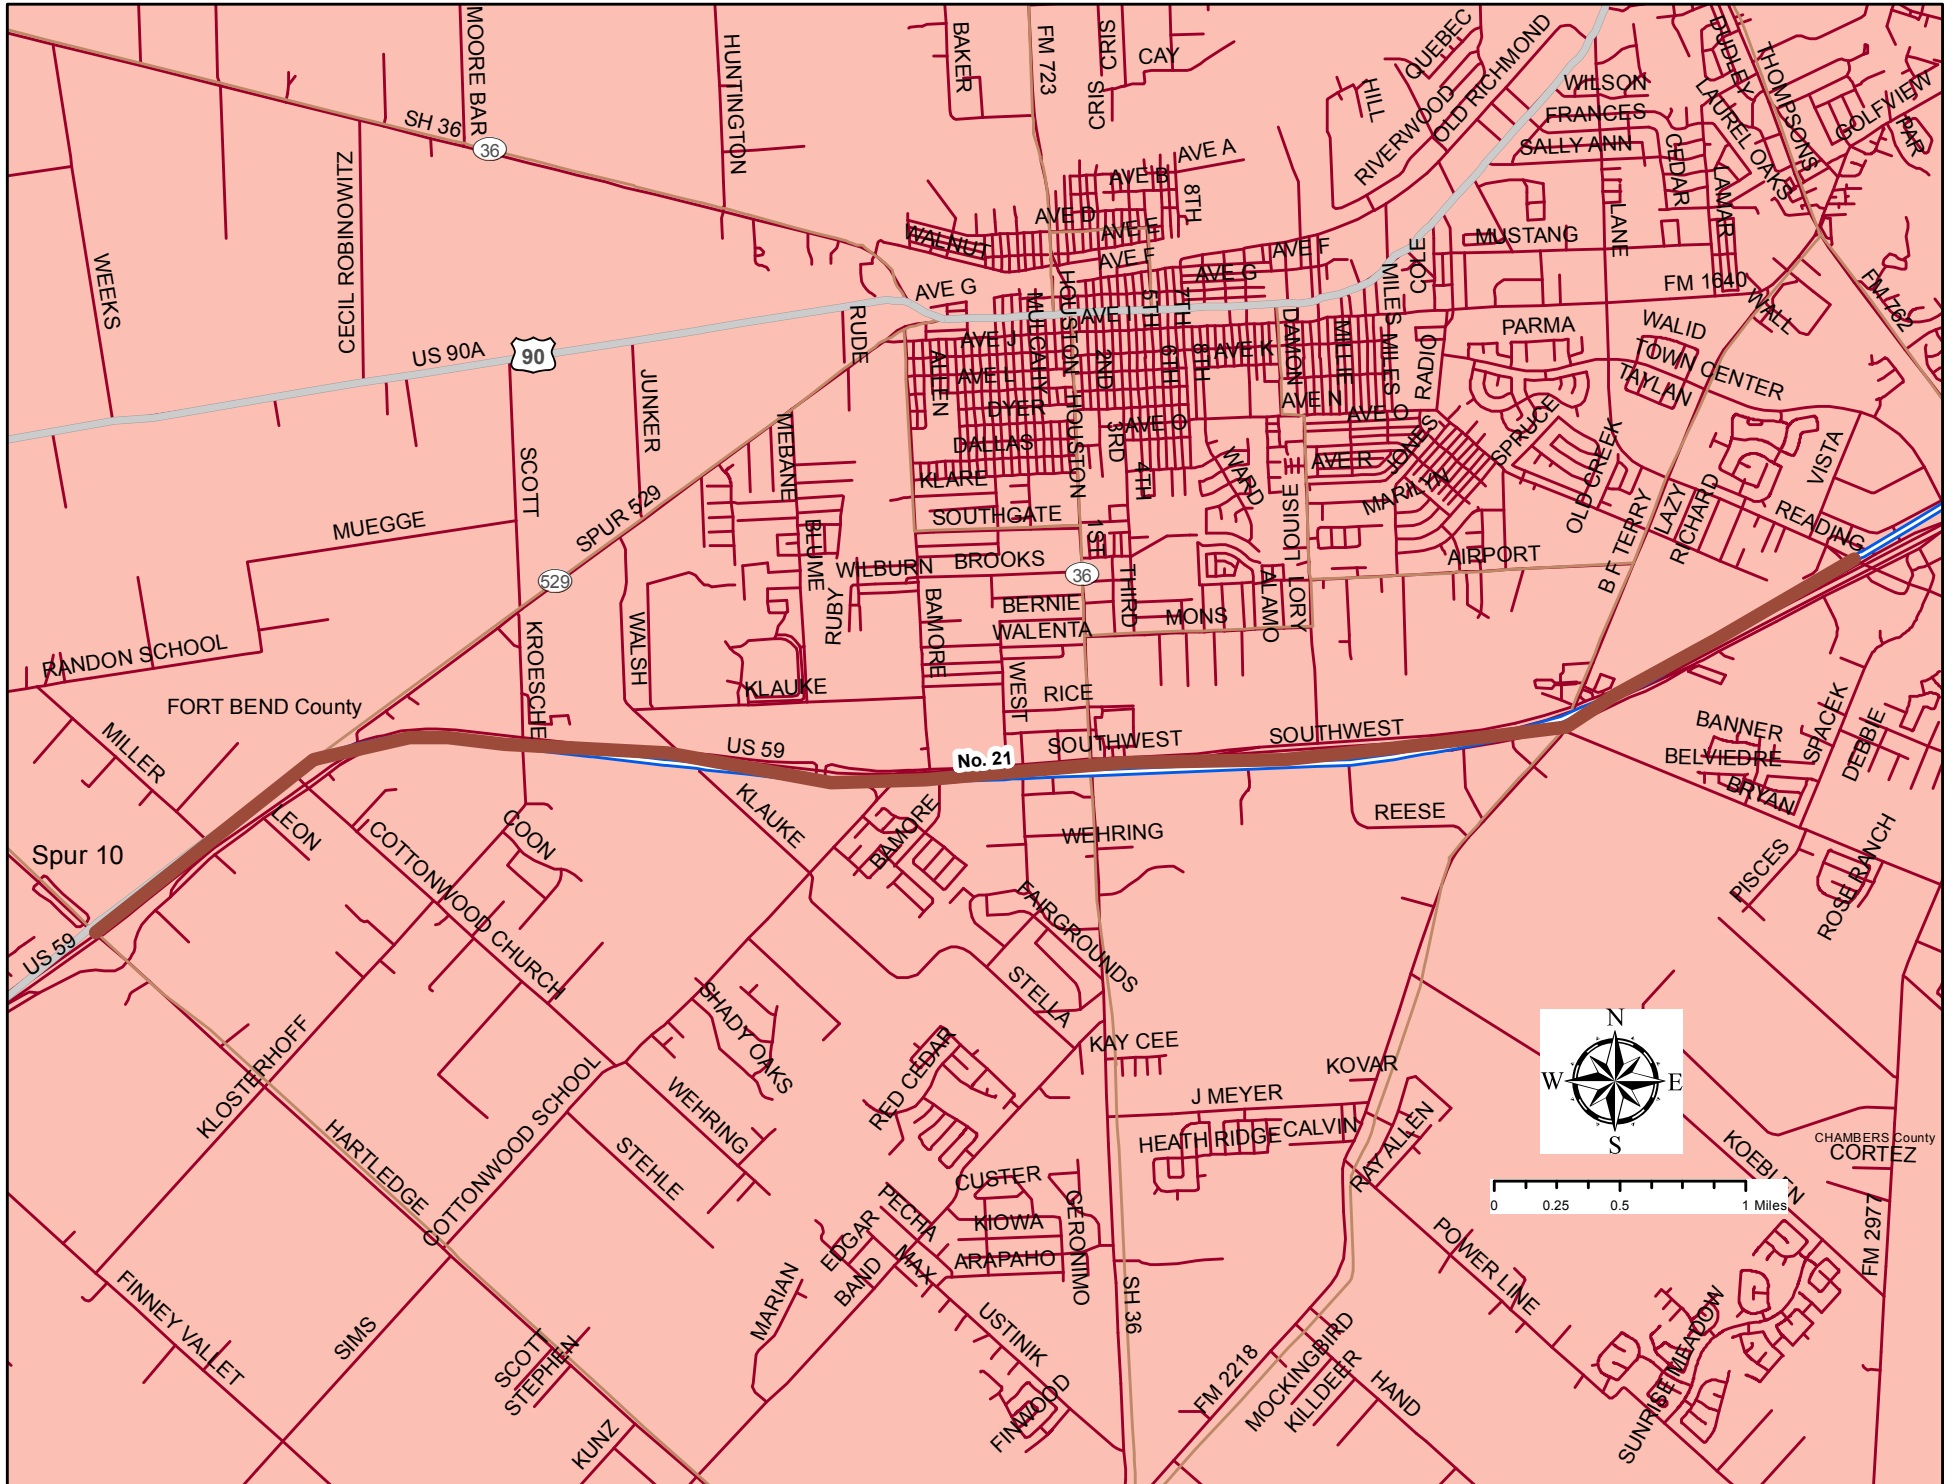 MOORE BAR
HUNTINGTON
BAKER
FM 723
CRIS
CRIS
CAY
HILL
QUEBEC
RIVERWOOD
OLD RICHMOND
WILSON
FRANCES
SALLY ANN
CEDAR
LAMAR
LANE
DUDLEY
LAUREL OAKS
THOMPSONS
GOLFVIEW
PAR
SH 36
36
CECIL ROBINOWITZ
WEEKS
AVE A
AVE B
8TH
AVE D
AVE E
AVE F
WALNUT
AVE F
AVE G
AVE G
MUSTANG
COLE
MILES
MILES
FM 1640
WALL
FM 762
US 90A
90
RUDE
JUNKER
AVE I
MULCAHY
HOUSTON
5TH
7TH
AVE J
AVE K
AVE L
ALLEN
2ND
6TH
8TH
DAMON
MILLIE
RADIO
PARMA
WALID
TOWN CENTER
TAYLAN
DYER
DALLAS
HOUSTON
3RD
AVE O
AVE N
AVE O
JONES
AVE R
MARILYN
SPRUCE
OLD CREEK
VISTA
MEBANE
SCOTT
KLARE
4TH
WARD
LOUISE
LAZY
RICHARD
READING
B F TERRY
MUEGGE
SPUR 529
529
BLUME
SOUTHGATE
1ST
36
BROOKS
WILBURN
RUBY
BAMORE
BERNIE
WALENTA
THIRD
MONS
ALAMO
LORY
AIRPORT
RANDON SCHOOL
FORT BEND County
KROESCHE
WALSH
KLAUKE
WEST
RICE
MILLER
US 59
No. 21
SOUTHWEST
SOUTHWEST
BANNER
BELVIEDRE
BRYAN
SPACEK
DEBBIE
LEON
COTTONWOOD CHURCH
COON
KLAUKE
BAMORE
WEHRING
REESE
PISCES
ROSE RANCH
Spur 10
US 59
FAIRGROUNDS
STELLA
KLOSTERHOFF
SHADY OAKS
RED CEDAR
KAY CEE
KOVAR
N
W
E
S
HARTLEDGE
COTTONWOOD SCHOOL
WEHRING
STEHLE
J MEYER
HEATH RIDGE
CALVIN
RAY ALLEN
KOEBLEN
CHAMBERS County
CORTEZ
0
0.25
0.5
1 Miles
CUSTER
KIOWA
ARAPAHO
GERONIMO
PECHA
EDGAR
MAX
BAND
MARIAN
FM 2977
POWER LINE
FINNEY VALLET
SIMS
SCOTT
STEPHEN
KUNZ
USTINIK
FINWOOD
SH 36
FM 2218
MOCKINGBIRD
KILLDEER
HAND
SUNRISE MEADOW